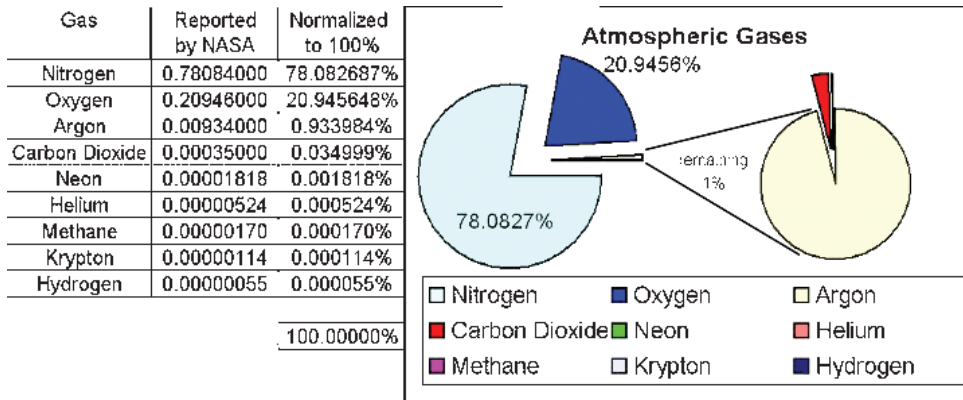 Gas Reported by NASA Normalized to 100%
Nitrogen 0.78084000 78.082687%
Oxygen 0.20946000 20.945648%
Argon 0.00934000 0.933984%
Carbon Dioxide 0.00035000 0.034999%
Neon 0.00001818 0.001818%
Helium 0.00000524 0.000524%
Methane 0.00000170 0.000170%
Krypton 0.00000114 0.000114%
Hydrogen 0.00000055 0.000055%
100.00000%
Atmospheric Gases
20.9456%
remaining
1%
78.0827%
Nitrogen Oxygen Argon
Carbon Dioxide Neon Helium
Methane Krypton Hydrogen